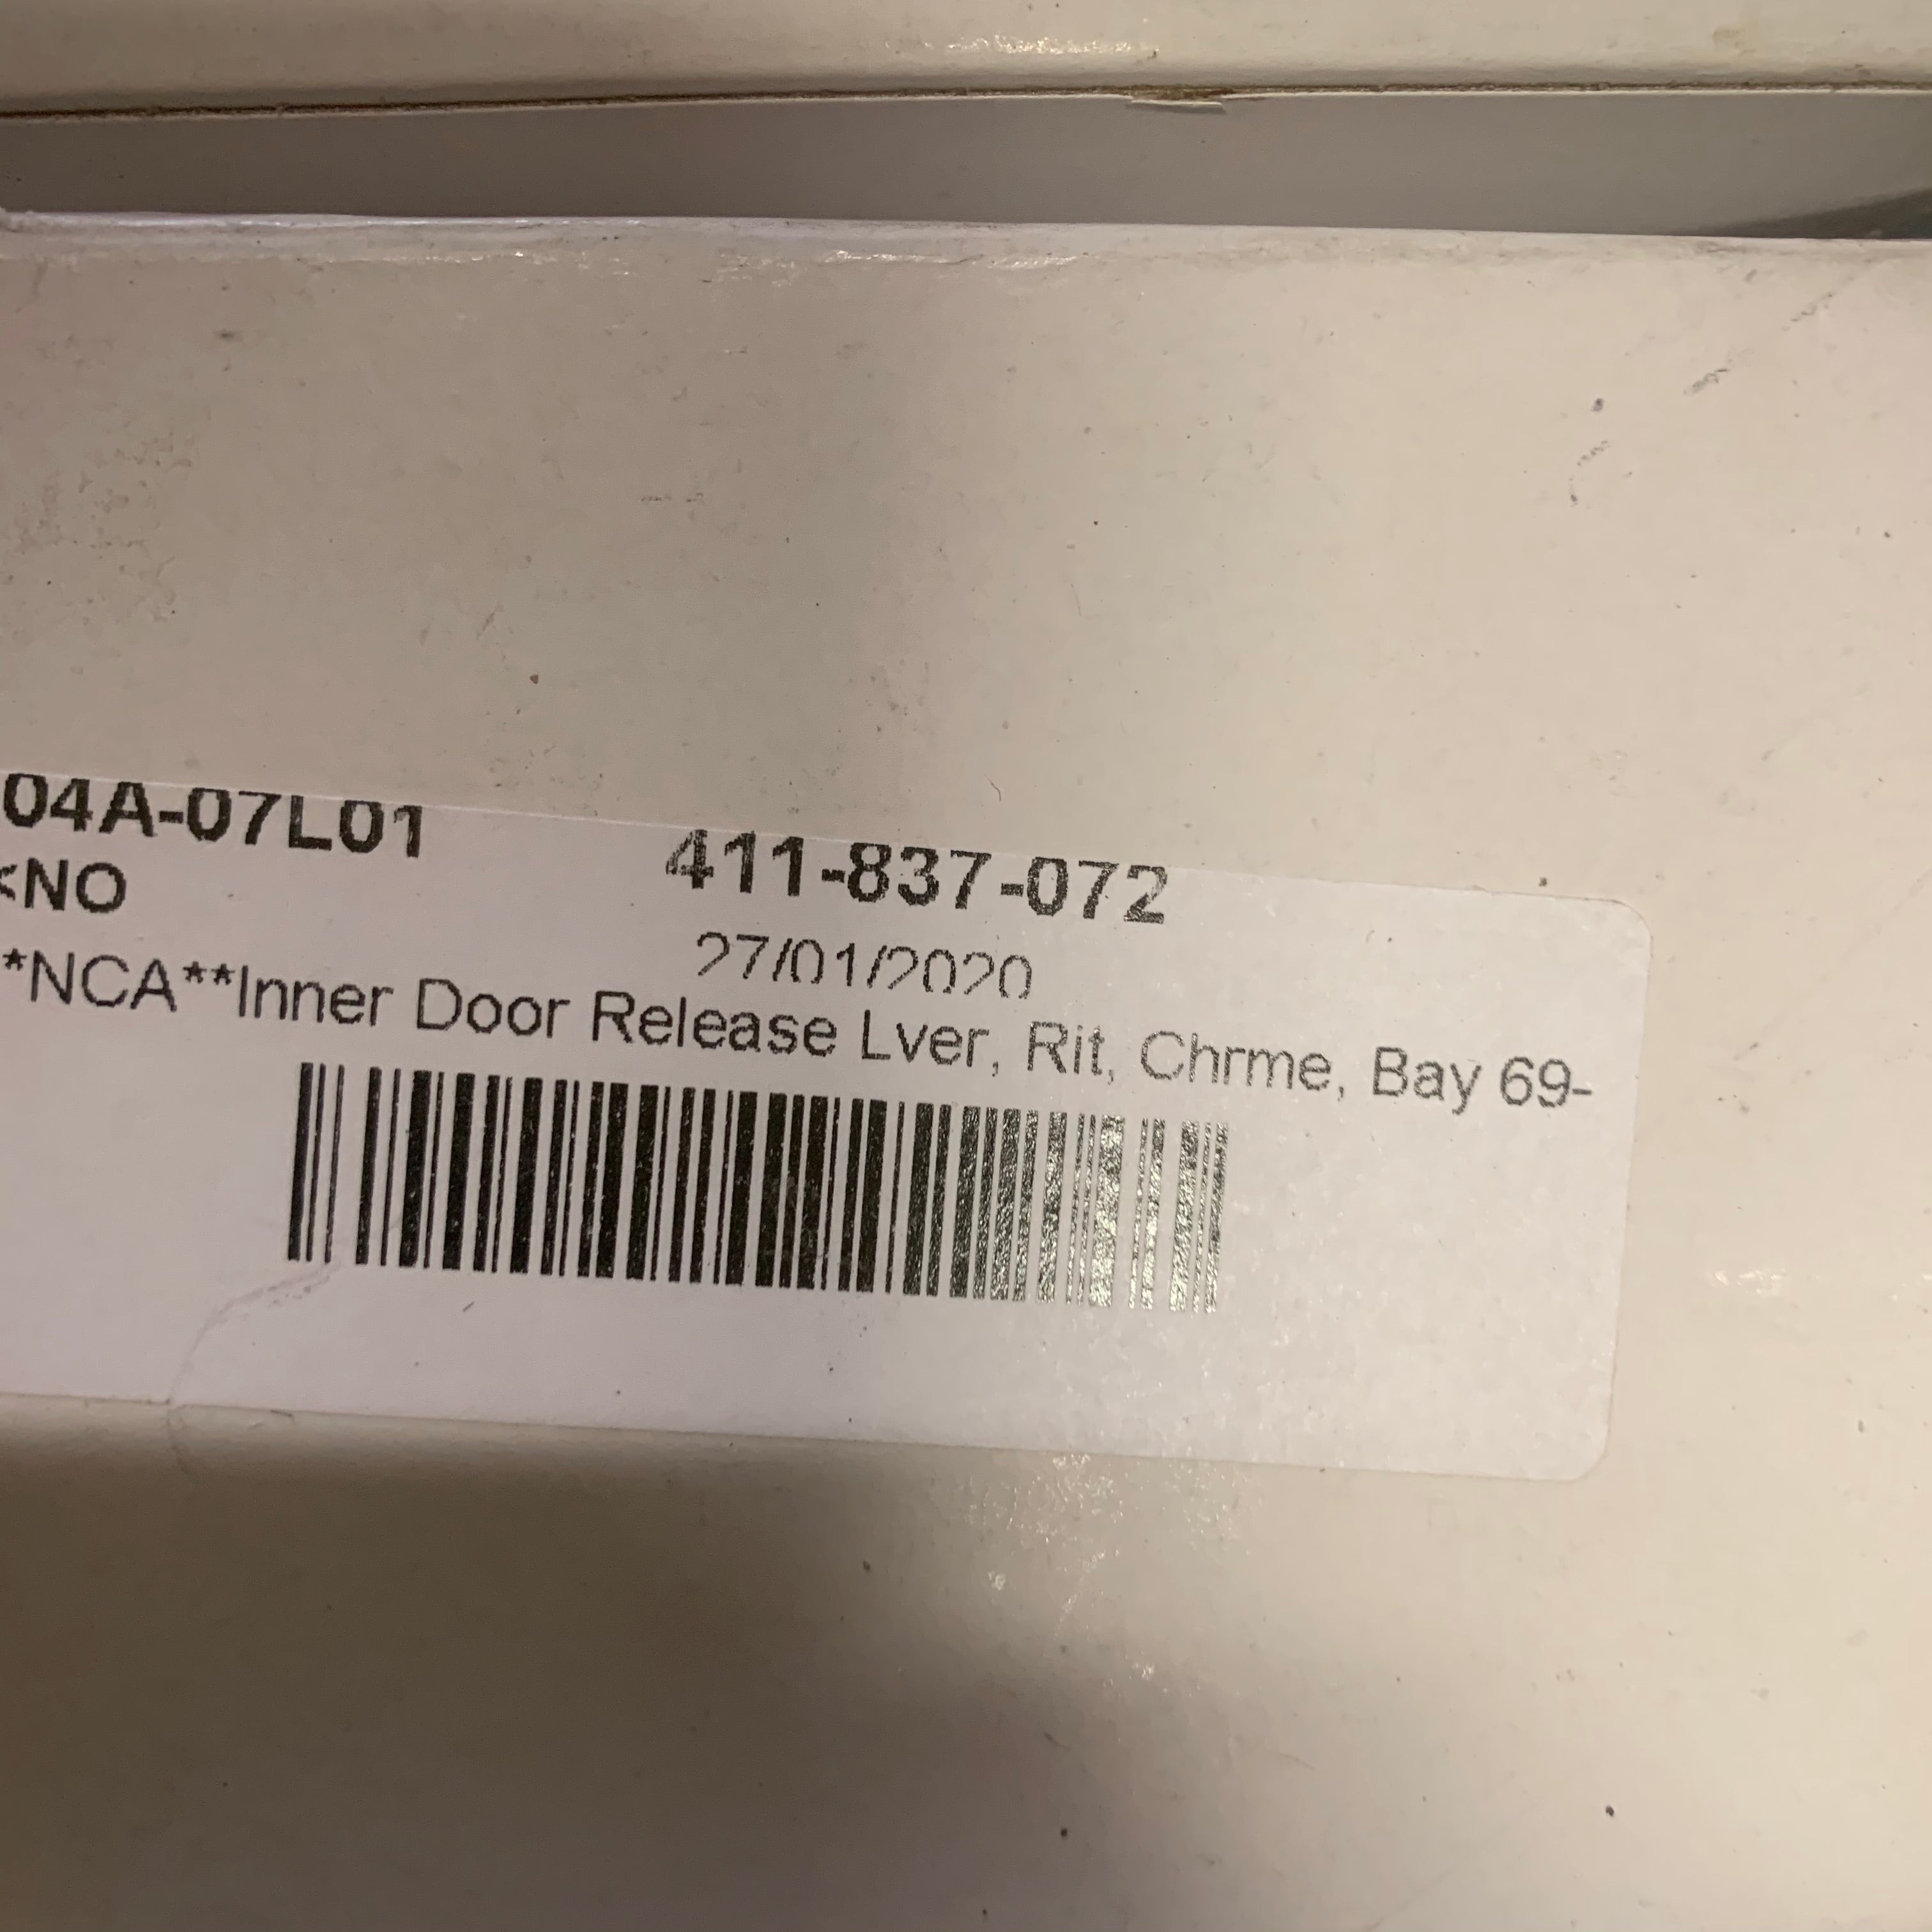 04A-07L01 411-837-072
<NO
27/01/2020
*NCA**Inner Door Release Lver, Rit, Chrme, Bay 69-